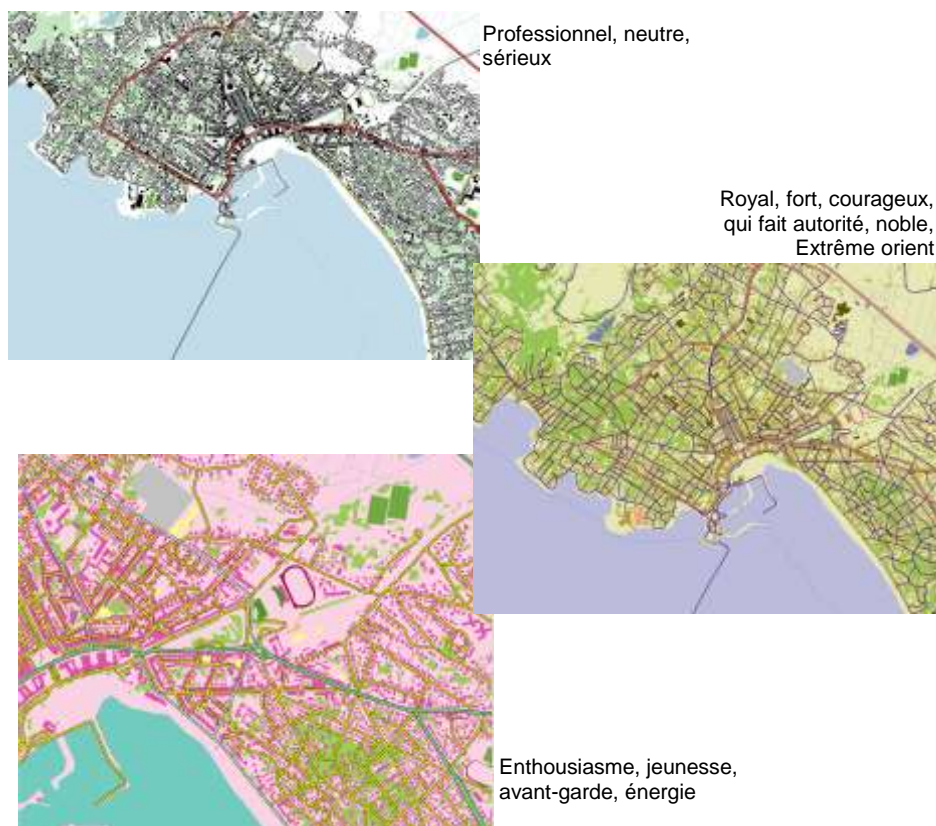 Professionnel, neutre,
sérieux
Royal, fort, courageux,
qui fait autorité, noble,
Extrême orient
Enthousiasme, jeunesse,
avant-garde, énergie